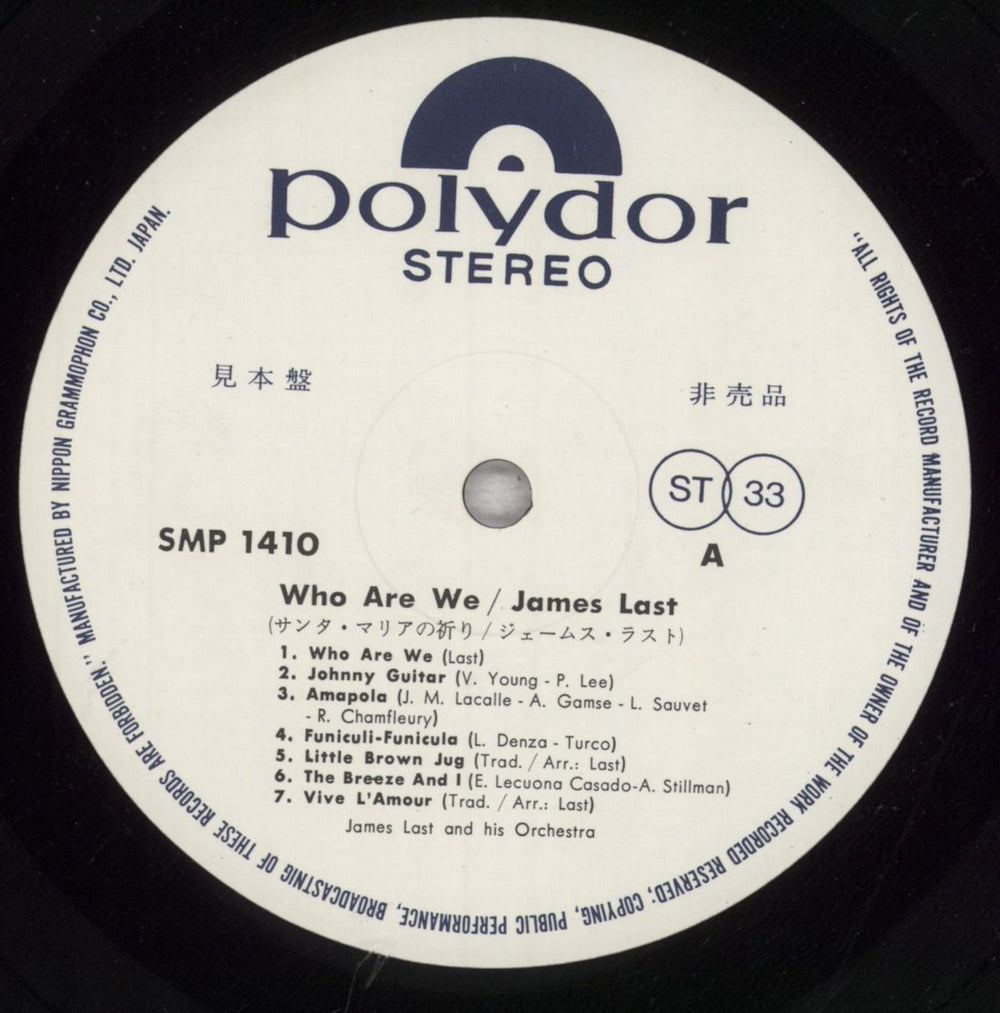 polydor
STEREO
見本盤
非売品
ST 33
SMP 1410
A
Who Are We / James Last
(サンタ・マリアの祈り / ジェームス・ラスト)
1. Who Are We (Last)
2. Johnny Guitar (V. Young - P. Lee)
3. Amapola (J. M. Lacalle - A. Gamse - L. Sauvet
- R. Chamfleury)
4. Funiculi-Funicula (L. Denza - Turco)
5. Little Brown Jug (Trad. / Arr.: Last)
6. The Breeze And I (E. Lecuona Casado-A. Stillman)
7. Vive L'Amour (Trad. / Arr.: Last)
James Last and his Orchestra
"ALL RIGHTS OF THE RECORD MANUFACTURER AND OF THE OWNER OF THE WORK RECORDED RESERVED; COPYING, PUBLIC PERFORMANCE, BROADCASTNIG OF THESE RECORDS ARE FORBIDDEN." MANUFACTURED BY NIPPON GRAMMOPHON CO., LTD. JAPAN.